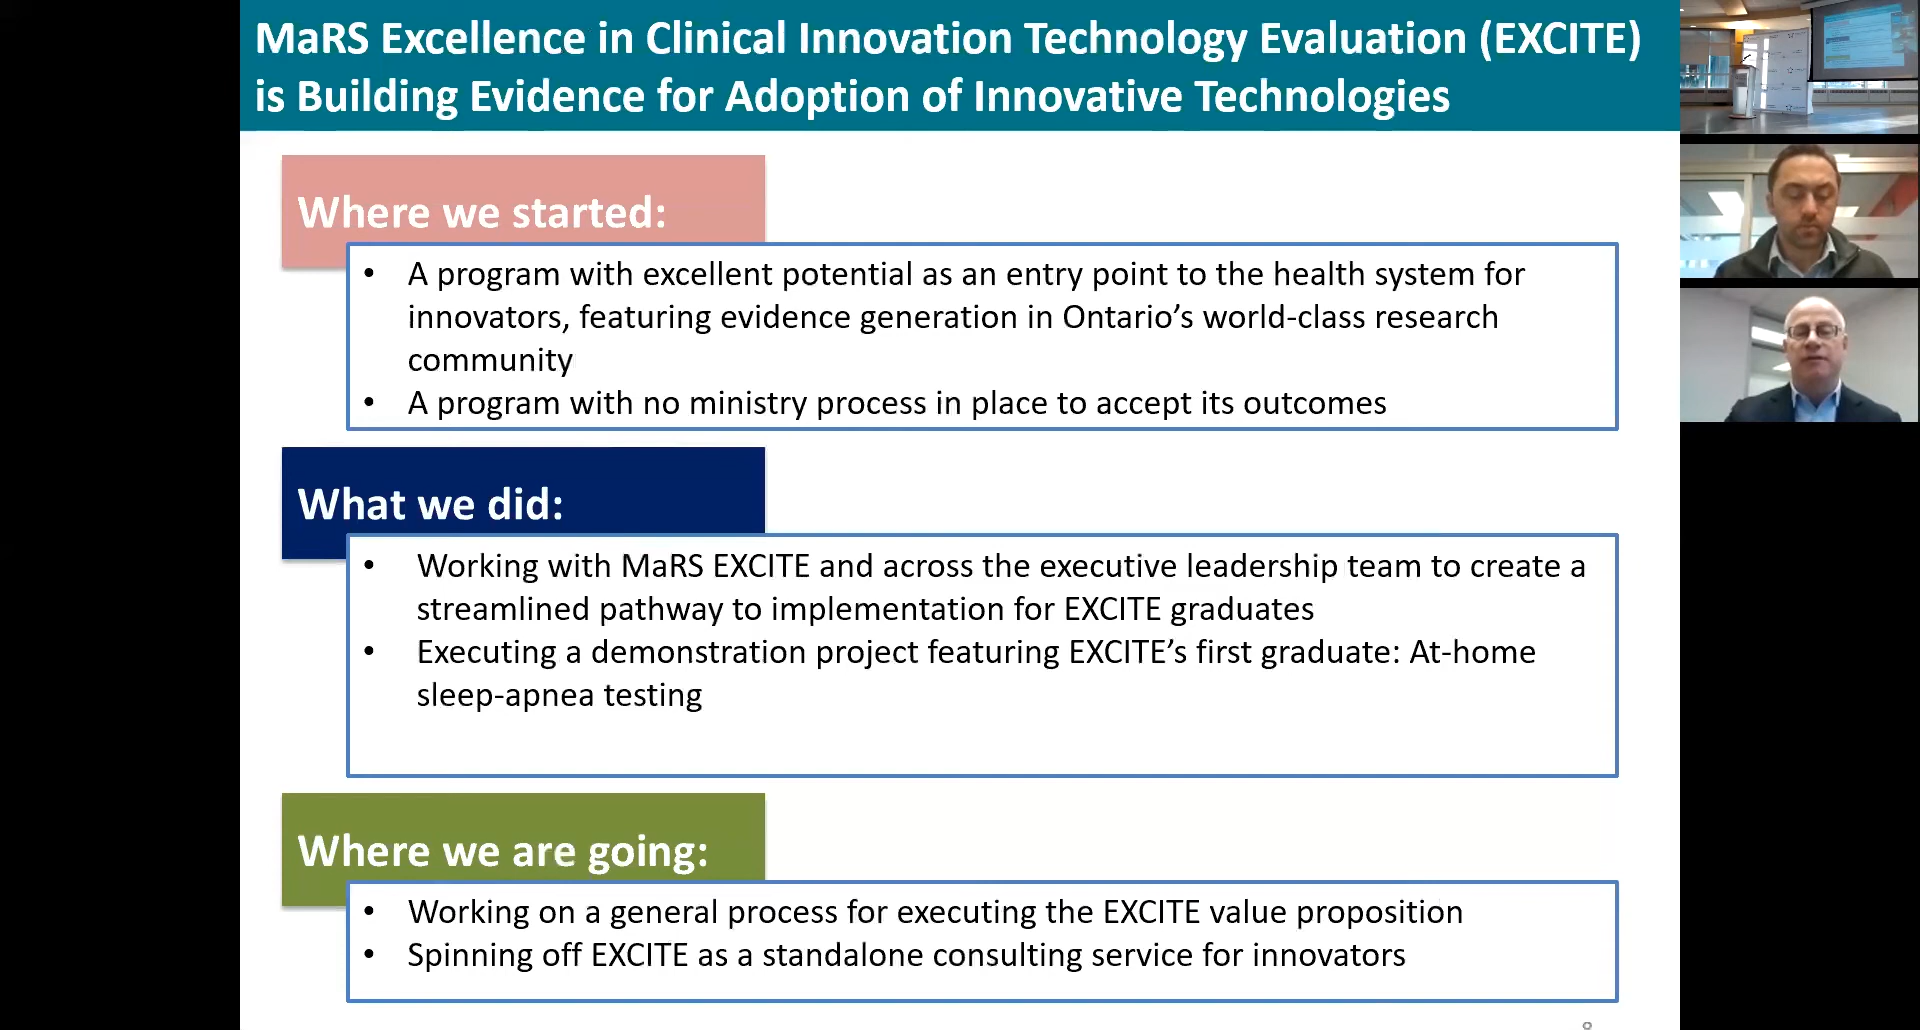 MaRS Excellence in Clinical Innovation Technology Evaluation (EXCITE)
is Building Evidence for Adoption of Innovative Technologies
Where we started:
• A program with excellent potential as an entry point to the health system for
innovators, featuring evidence generation in Ontario’s world-class research
community
• A program with no ministry process in place to accept its outcomes
What we did:
• Working with MaRS EXCITE and across the executive leadership team to create a
streamlined pathway to implementation for EXCITE graduates
• Executing a demonstration project featuring EXCITE’s first graduate: At-home
sleep-apnea testing
Where we are going:
• Working on a general process for executing the EXCITE value proposition
• Spinning off EXCITE as a standalone consulting service for innovators